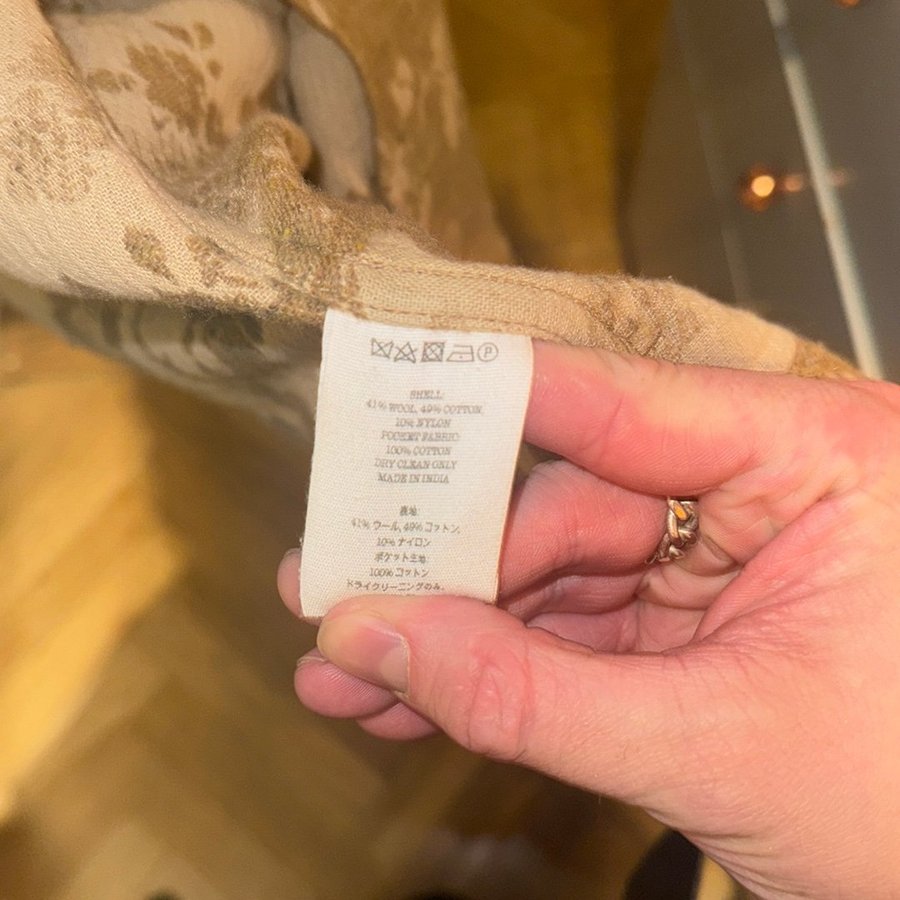 SHELL:
41% WOOL, 49% COTTON,
10% NYLON
POCKET FABRIC:
100% COTTON
DRY CLEAN ONLY
MADE IN INDIA
表地:
41% ウール, 49% コットン,
10% ナイロン
ポケット生地:
100% コットン
ドライクリーニングのみ.